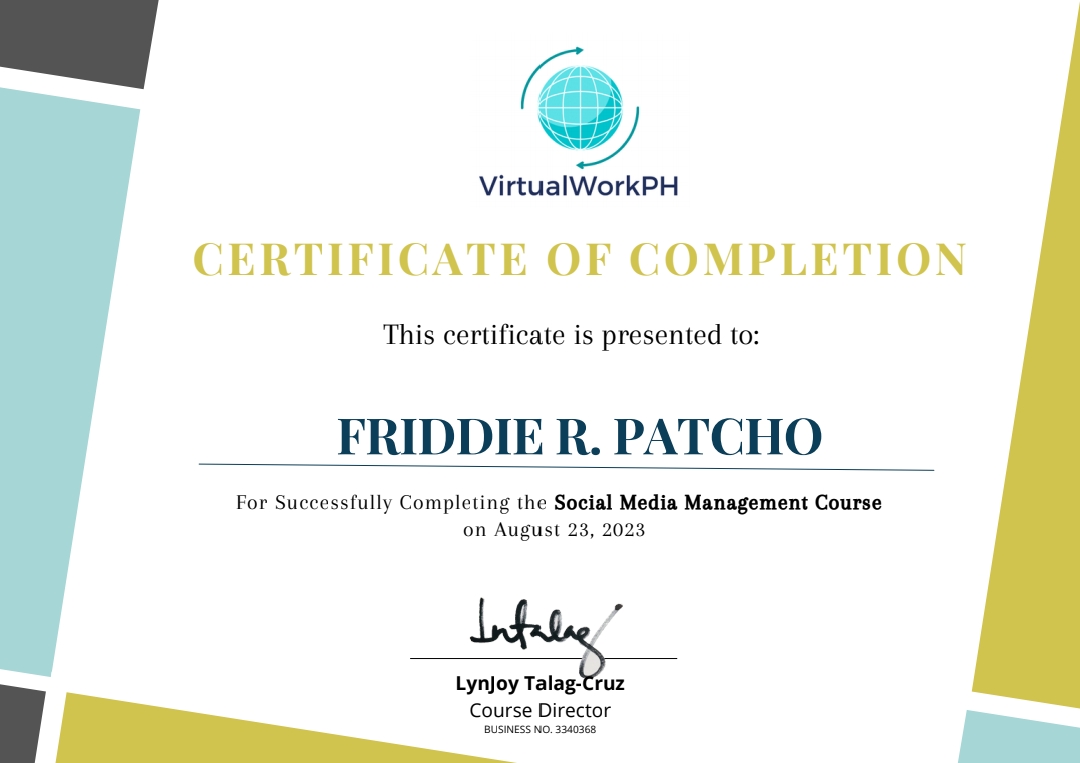 VirtualWorkPH
CERTIFICATE OF COMPLETION
This certificate is presented to:
FRIDDIE R. PATCHO
For Successfully Completing the Social Media Management Course
on August 23, 2023
LynJoy Talag-Cruz
Course Director
BUSINESS NO. 3340368